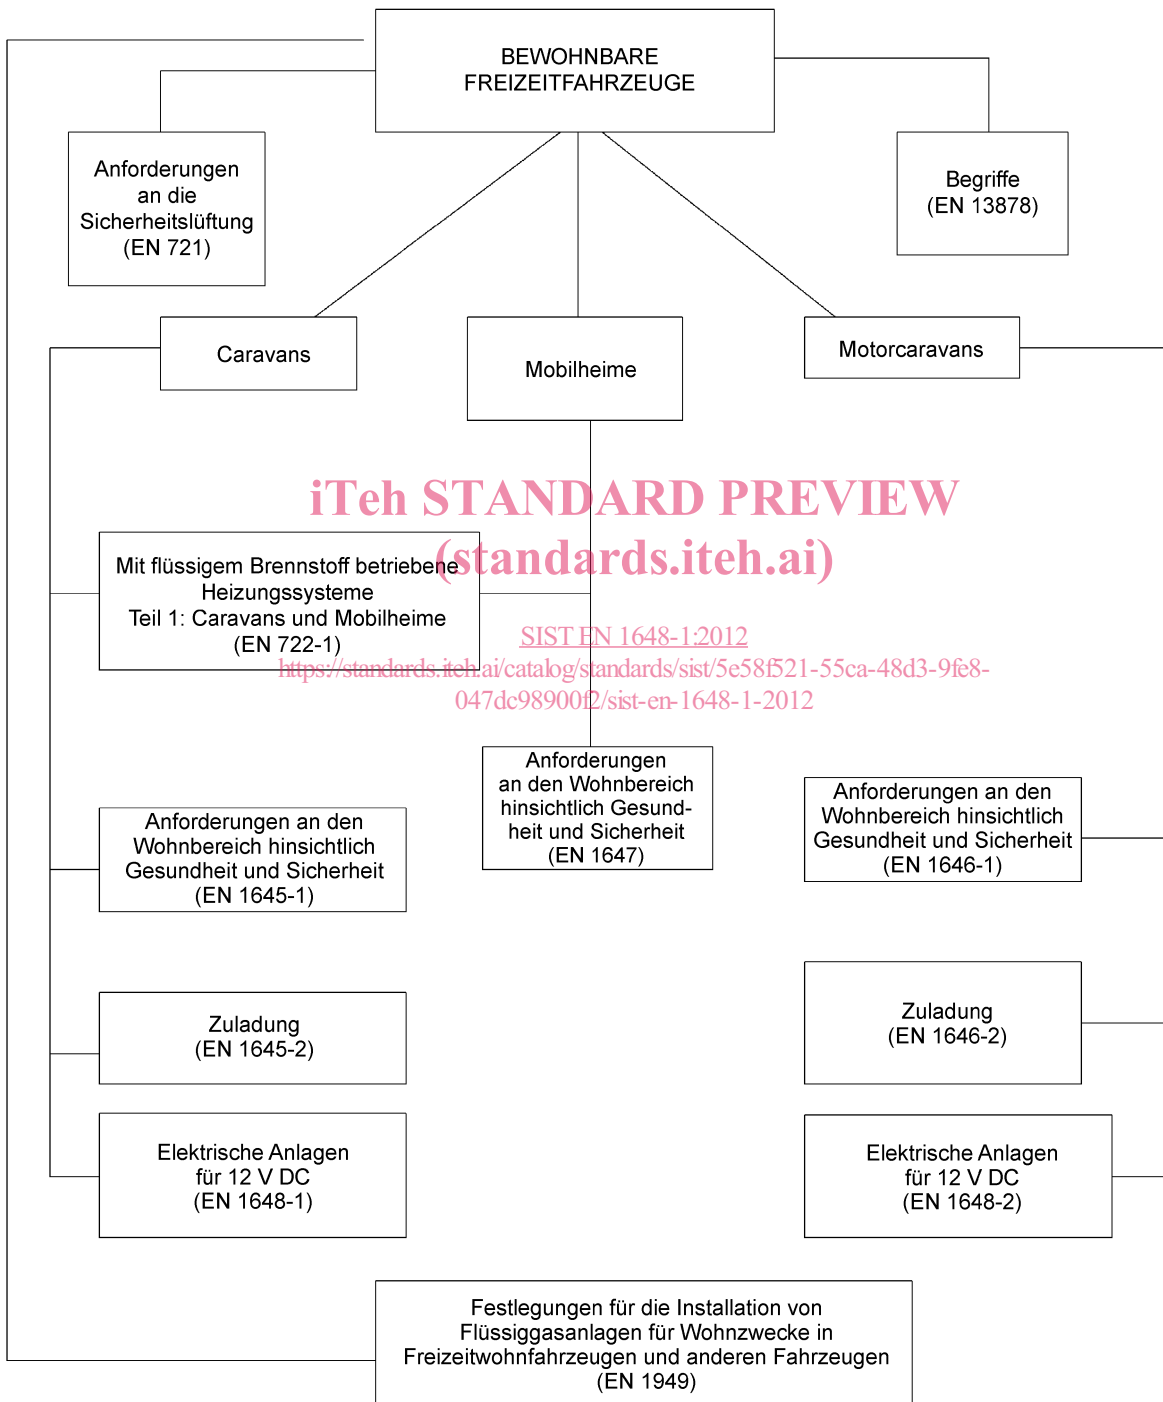 BEWOHNBARE
FREIZEITFAHRZEUGE
Anforderungen
an die
Sicherheitslüftung
(EN 721)
Begriffe
(EN 13878)
Caravans
Mobilheime
Motorcaravans
iTeh STANDARD PREVIEW
(standards.iteh.ai)
Mit flüssigem Brennstoff betriebene
Heizungssysteme
Teil 1: Caravans und Mobilheime
(EN 722-1)
SIST EN 1648-1:2012
https://standards.iteh.ai/catalog/standards/sist/5e58f521-55ca-48d3-9fe8-
047dc98900f2/sist-en-1648-1-2012
Anforderungen
an den Wohnbereich
hinsichtlich Gesund-
heit und Sicherheit
(EN 1647)
Anforderungen an den
Wohnbereich hinsichtlich
Gesundheit und Sicherheit
(EN 1646-1)
Anforderungen an den
Wohnbereich hinsichtlich
Gesundheit und Sicherheit
(EN 1645-1)
Zuladung
(EN 1645-2)
Zuladung
(EN 1646-2)
Elektrische Anlagen
für 12 V DC
(EN 1648-1)
Elektrische Anlagen
für 12 V DC
(EN 1648-2)
Festlegungen für die Installation von
Flüssiggasanlagen für Wohnzwecke in
Freizeitwohnfahrzeugen und anderen Fahrzeugen
(EN 1949)